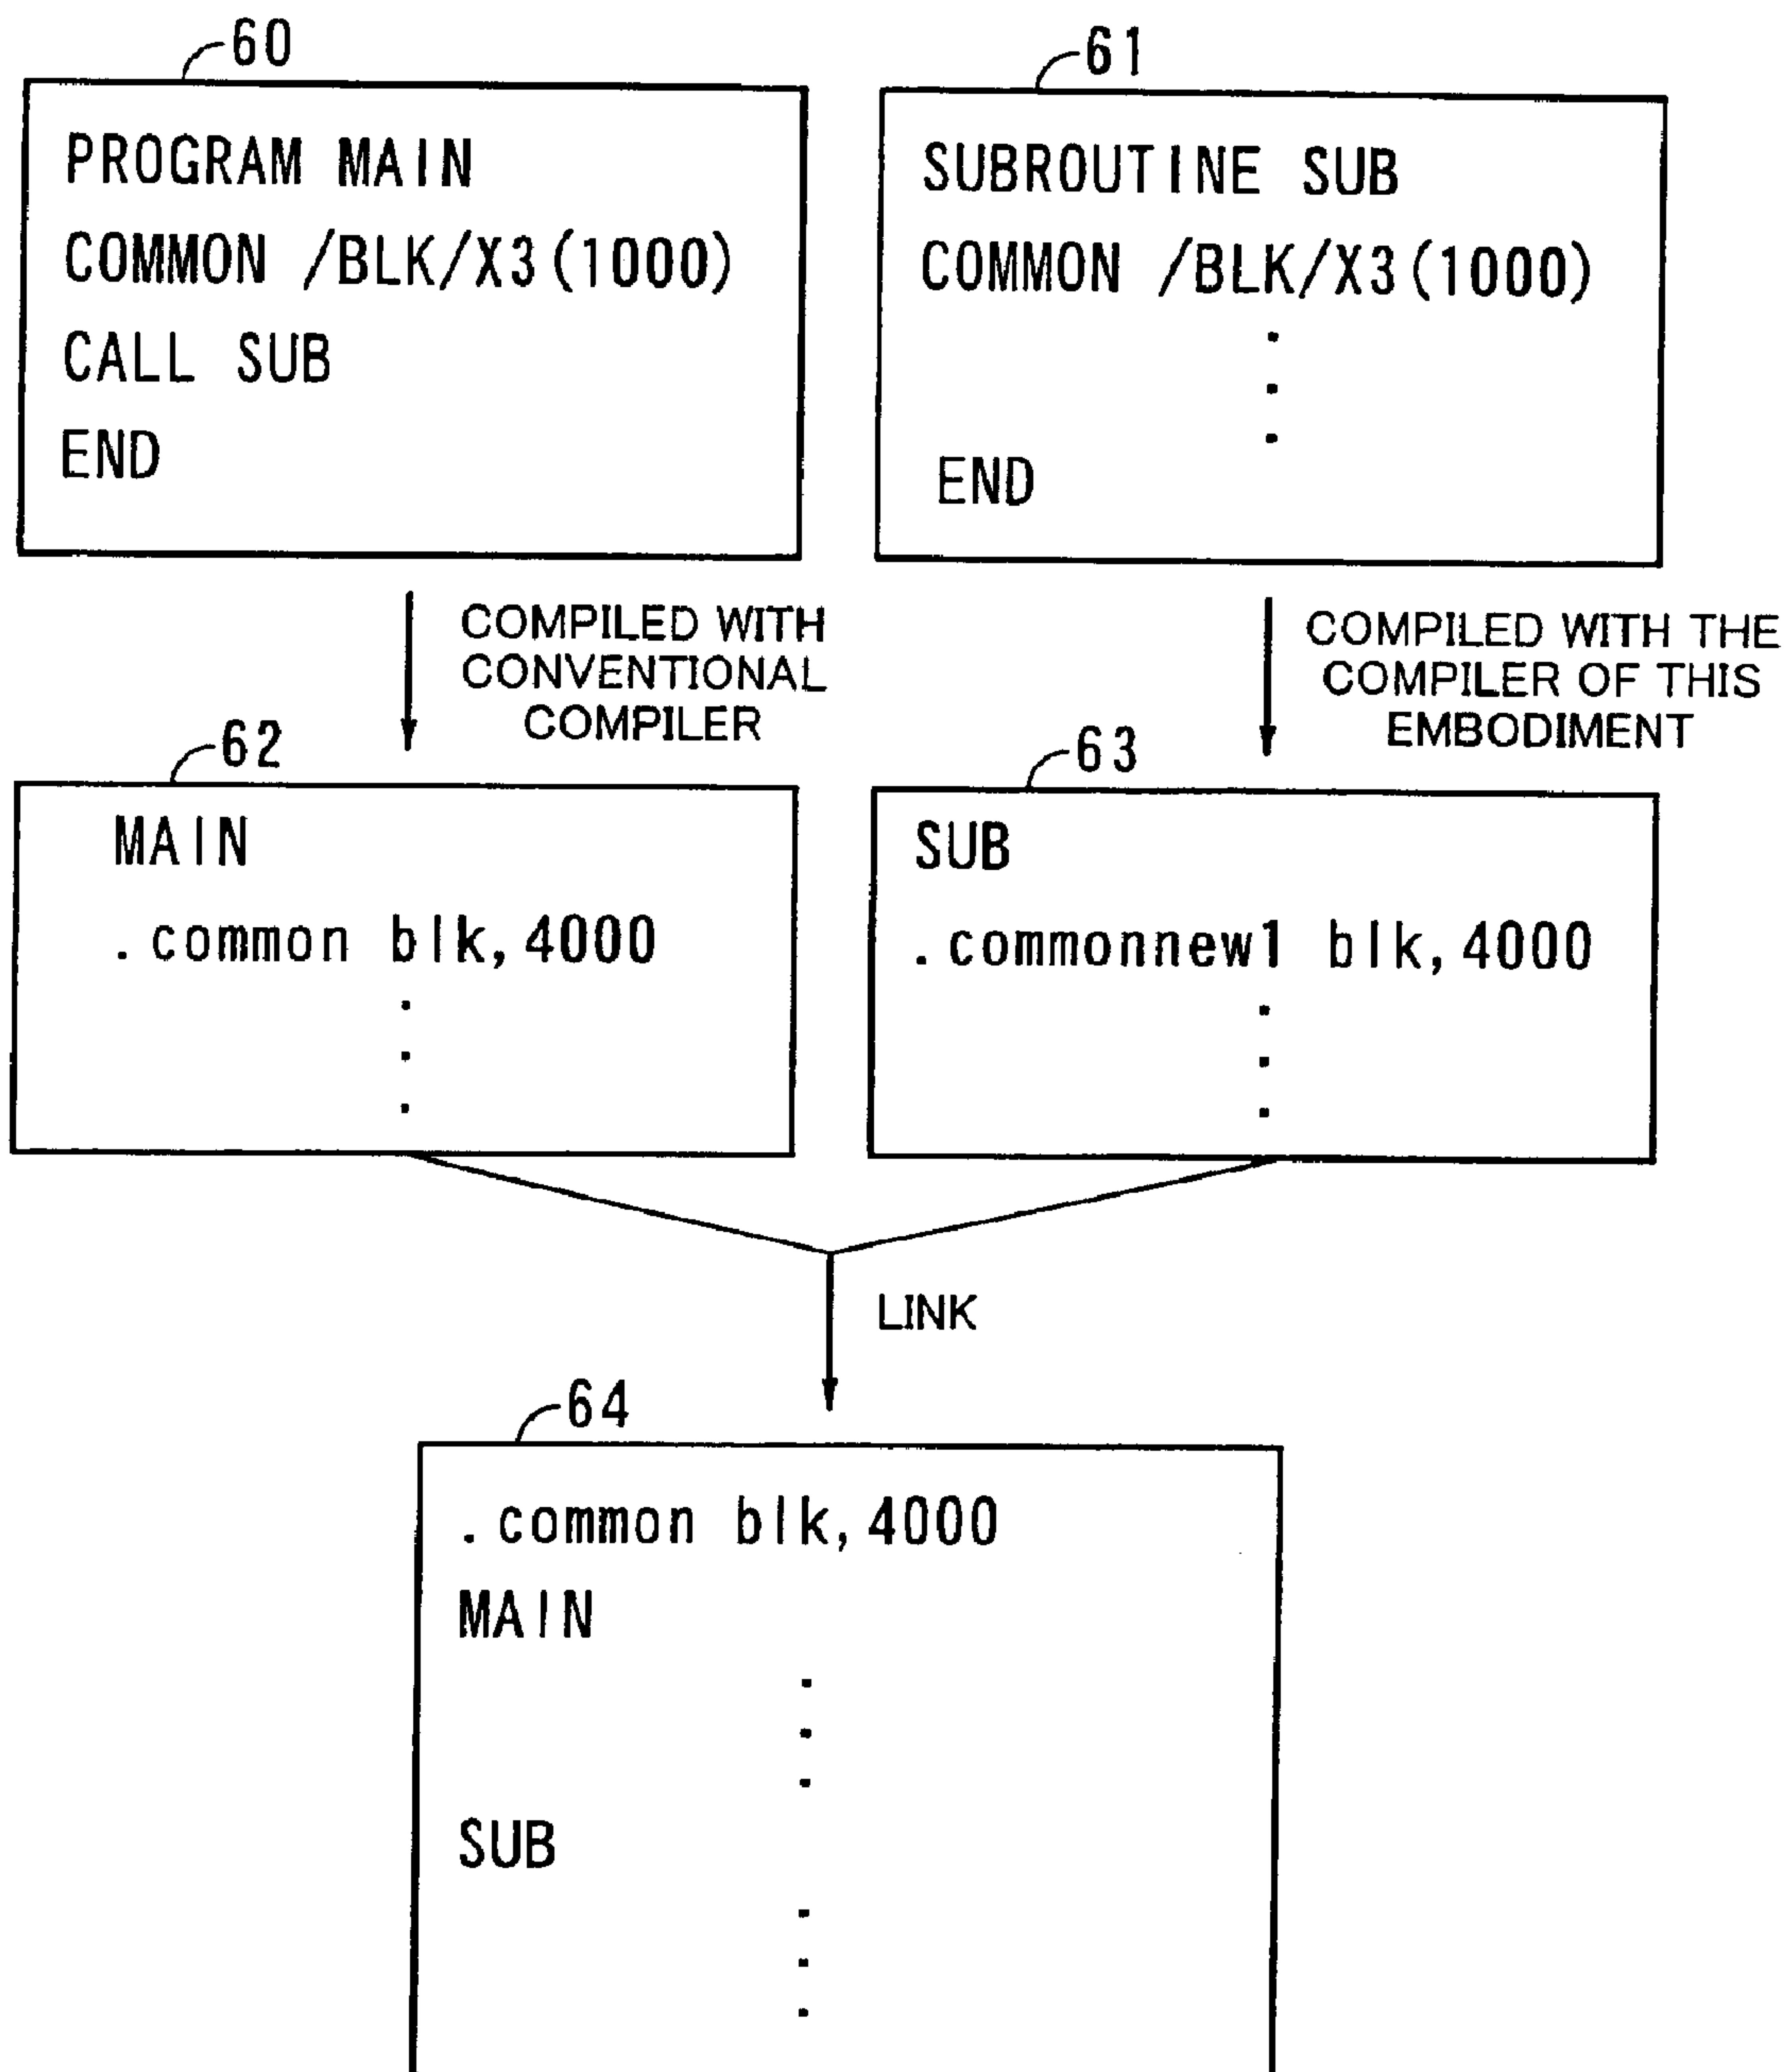 60
PROGRAM MAIN
COMMON /BLK/X3(1000)
CALL SUB
END
61
SUBROUTINE SUB
COMMON /BLK/X3(1000)
.
.
.
END
COMPILED WITH
CONVENTIONAL
COMPILER
COMPILED WITH THE
COMPILER OF THIS
EMBODIMENT
62
MAIN
.common blk,4000
.
.
.
63
SUB
.commonnew1 blk,4000
.
.
.
LINK
64
.common blk,4000
MAIN
.
.
.
SUB
.
.
.